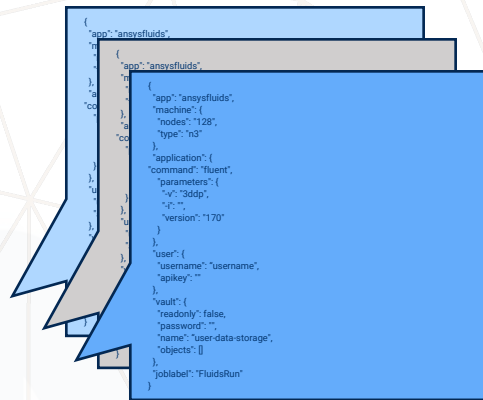 {
"app": "ansysfluids",
"m
},
"a
"co
},
"u
},
}
{
"app": "ansysfluids",
"m
},
"a
"co
},
"u
},
}
{
"app": "ansysfluids",
"machine": {
"nodes": "128",
"type": "n3"
},
"application": {
"command": "fluent",
"parameters": {
"-v": "3ddp",
"-i": "",
"version": "170"
}
},
"user": {
"username": "username",
"apikey": ""
},
"vault": {
"readonly": false,
"password": "",
"name": "user-data-storage",
"objects": []
},
"joblabel": "FluidsRun"
}